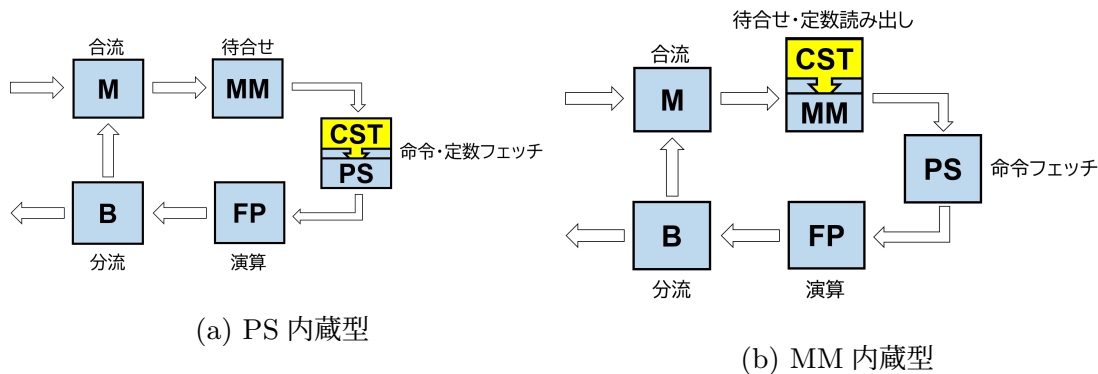 合流
待合せ
M
MM
CST
PS
命令・定数フェッチ
B
FP
分流
演算
(a) PS 内蔵型
待合せ・定数読み出し
合流
CST
M
MM
PS
命令フェッチ
B
FP
分流
演算
(b) MM 内蔵型